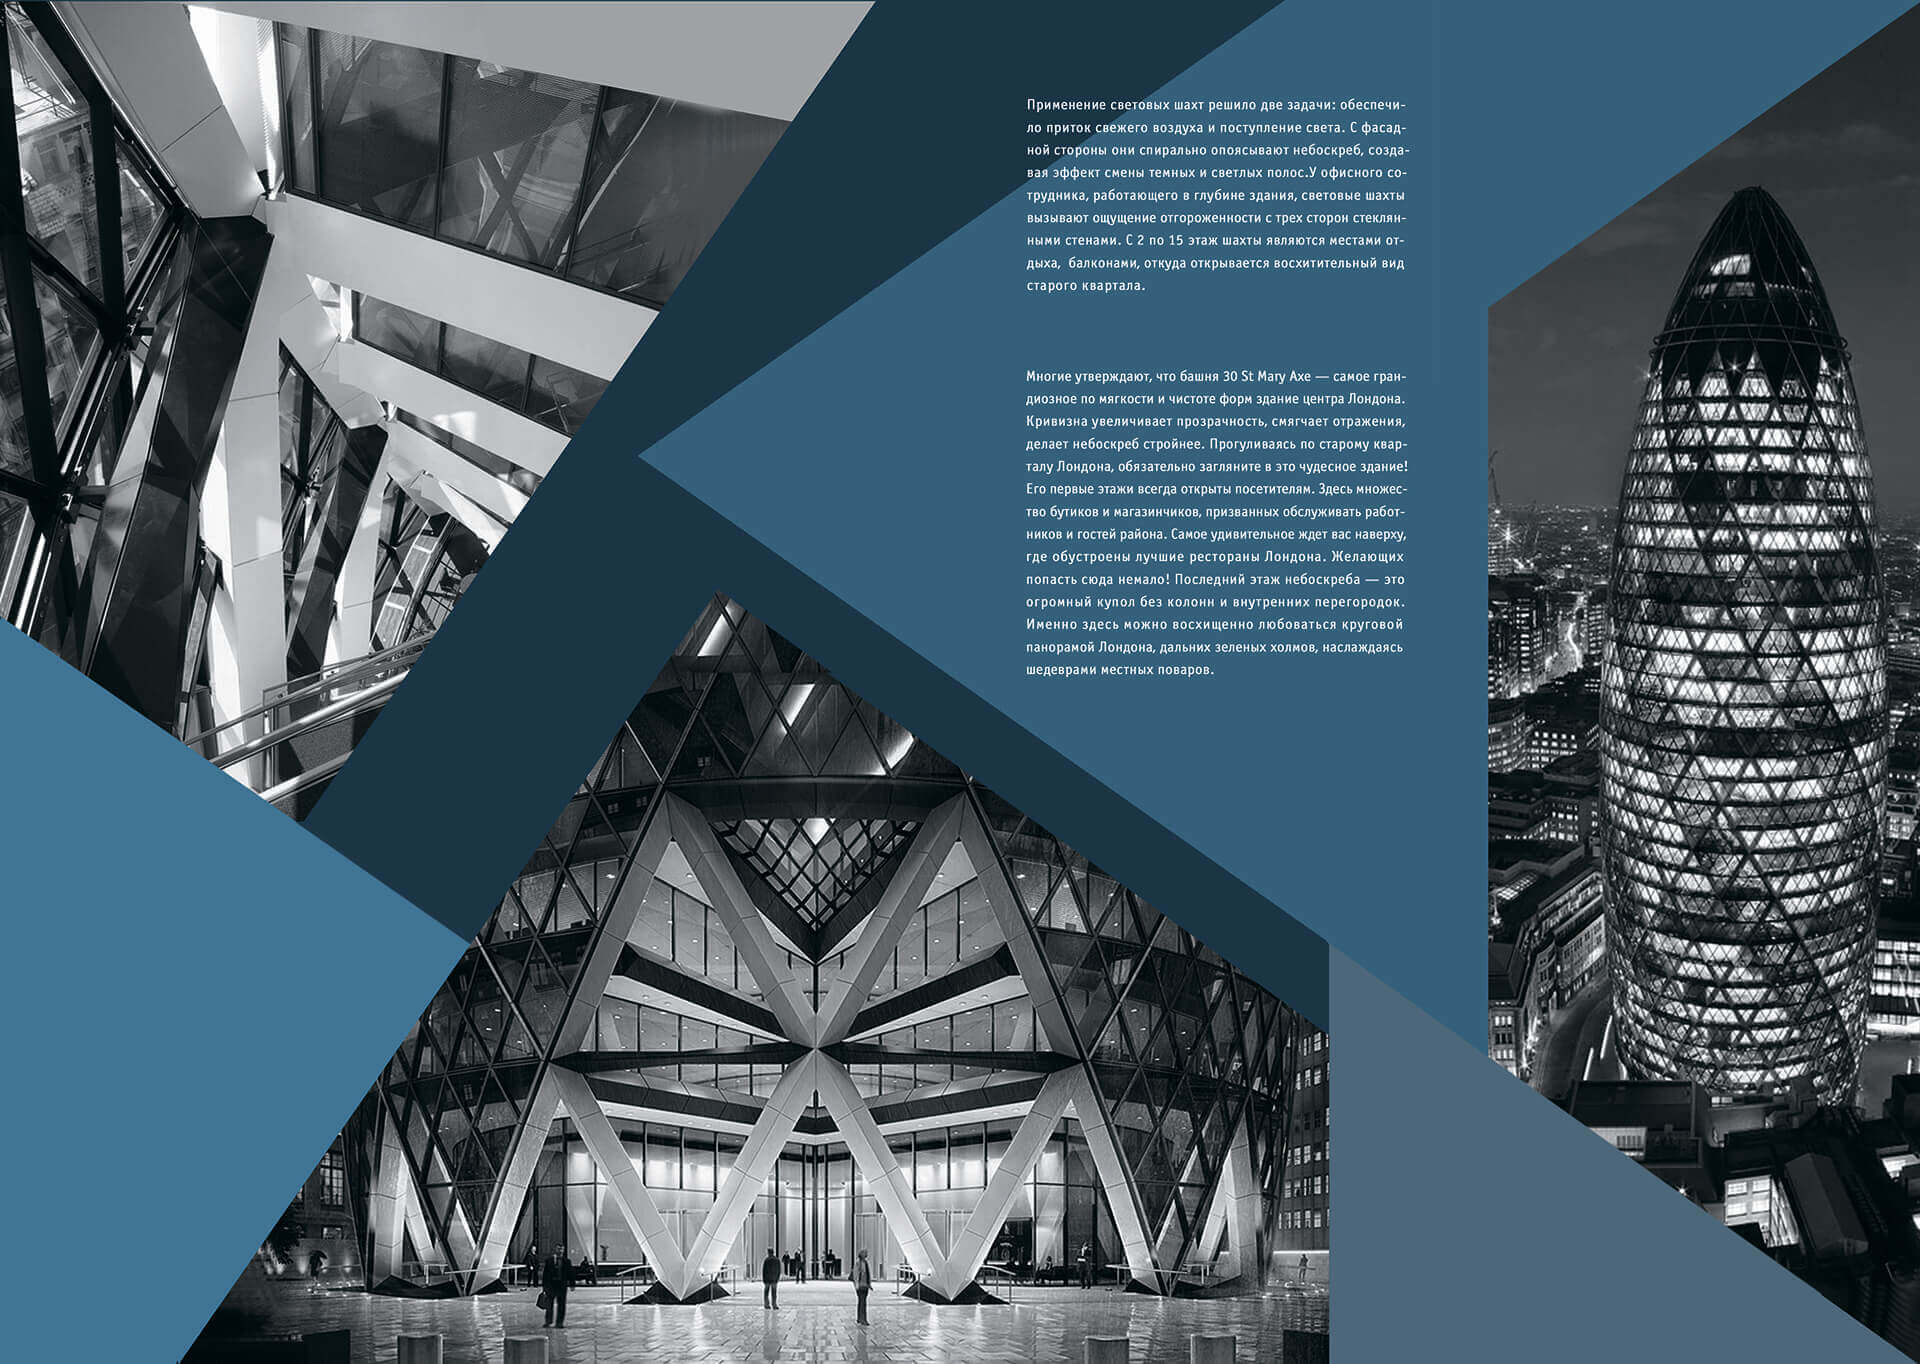 Применение световых шахт решило две задачи: обеспечи-
ло приток свежего воздуха и поступление света. С фасад-
ной стороны они спирально опоясывают небоскреб, созда-
вая эффект смены темных и светлых полос.У офисного со-
трудника, работающего в глубине здания, световые шахты
вызывают ощущение отгороженности с трех сторон стеклян-
ными стенами. С 2 по 15 этаж шахты являются местами от-
дыха, балконами, откуда открывается восхитительный вид
старого квартала.
Многие утверждают, что башня 30 St Mary Axe — самое гран-
диозное по мягкости и чистоте форм здание центра Лондона.
Кривизна увеличивает прозрачность, смягчает отражения,
делает небоскреб стройнее. Прогуливаясь по старому квар-
талу Лондона, обязательно загляните в это чудесное здание!
Его первые этажи всегда открыты посетителям. Здесь множес-
тво бутиков и магазинчиков, призванных обслуживать работ-
ников и гостей района. Самое удивительное ждет вас наверху,
где обустроены лучшие рестораны Лондона. Желающих
попасть сюда немало! Последний этаж небоскреба — это
огромный купол без колонн и внутренних перегородок.
Именно здесь можно восхищенно любоваться круговой
панорамой Лондона, дальних зеленых холмов, наслаждаясь
шедеврами местных поваров.